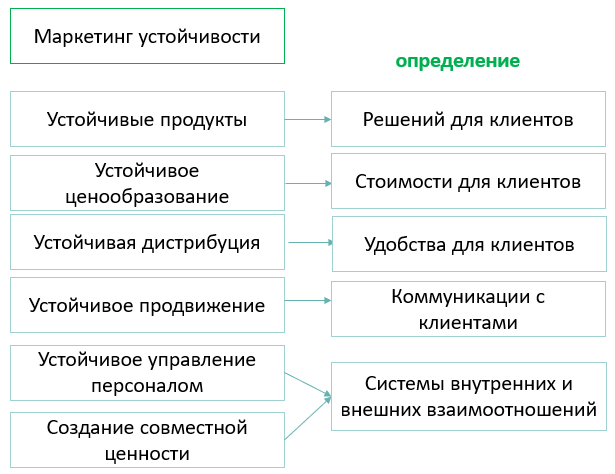 Маркетинг устойчивости
определение
Устойчивые продукты
Решений для клиентов
Устойчивое
ценообразование
Стоимости для клиентов
Устойчивая дистрибуция
Удобства для клиентов
Устойчивое продвижение
Коммуникации с
клиентами
Устойчивое управление
персоналом
Создание совместной
ценности
Системы внутренних и
внешних взаимоотношений